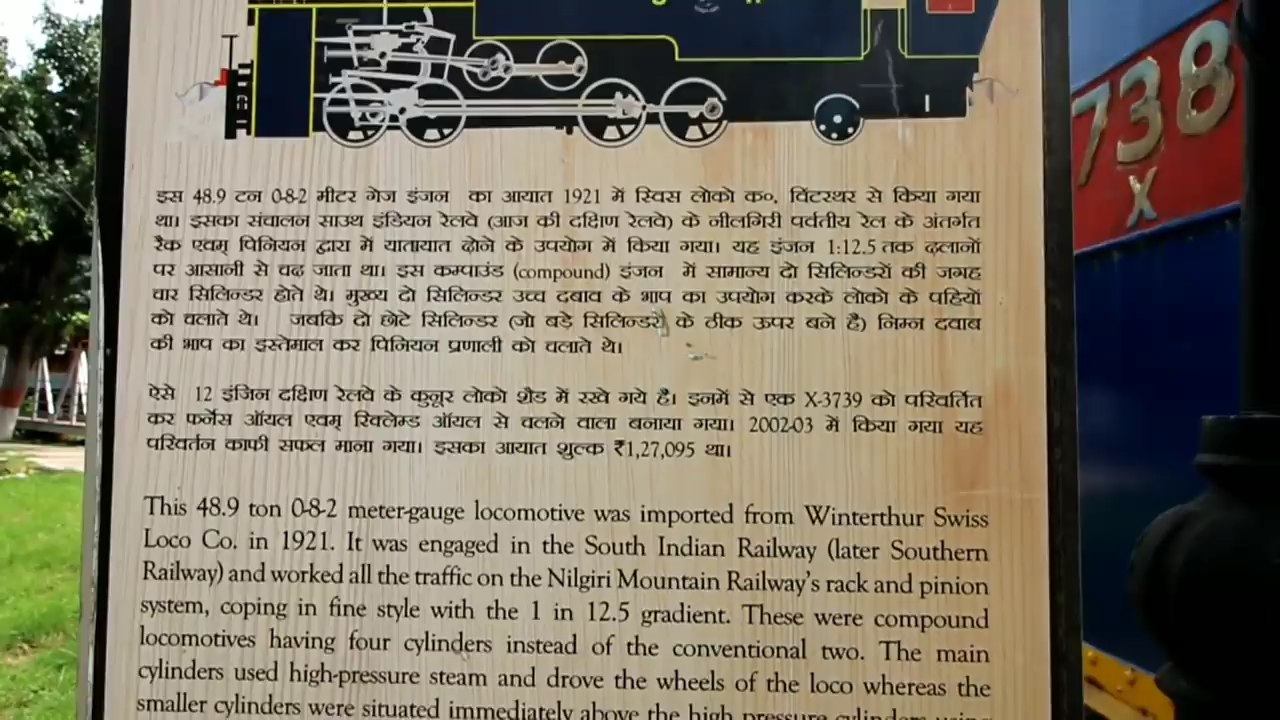 738
X
इस 48.9 टन 0-8-2 मीटर गेज इंजन का आयात 1921 में स्विस लोको क०, विंटरथर से किया गया
था। इसका संचालन साउथ इंडियन रेलवे (आज की दक्षिण रेलवे) के नीलगिरी पर्वतीय रेल के अंतर्गत
रैक एवम् पिनियन द्वारा में यातायात ढोने के उपयोग में किया गया। यह इंजन 1:12.5 तक ढलानों
पर आसानी से चढ जाता था। इस कम्पाउंड (compound) इंजन में सामान्य दो सिलिन्डरों की जगह
चार सिलिन्डर होते थे। मुख्य दो सिलिन्डर उच्च दबाव के भाप का उपयोग करके लोको के पहियों
को चलाते थे। जबकि दो छोटे सिलिन्डर (जो बड़े सिलिन्डरों के ठीक ऊपर बने है) निम्न दवाब
की भाप का इस्तेमाल कर पिनियन प्रणाली को चलाते थे।
ऐसे 12 इंजिन दक्षिण रेलवे के कुनूर लोको शैड में रखे गये है। इनमें से एक X-3739 को परिवर्तित
कर फर्नेस ऑयल एवम् रिक्लेम्ड ऑयल से चलने वाला बनाया गया। 2002-03 में किया गया यह
परिवर्तन काफी सफल माना गया। इसका आयात शुल्क ₹1,27,095 था।
This 48.9 ton 0-8-2 meter-gauge locomotive was imported from Winterthur Swiss
Loco Co. in 1921. It was engaged in the South Indian Railway (later Southern
Railway) and worked all the traffic on the Nilgiri Mountain Railway's rack and pinion
system, coping in fine style with the 1 in 12.5 gradient. These were compound
locomotives having four cylinders instead of the conventional two. The main
cylinders used high-pressure steam and drove the wheels of the loco whereas the
smaller cylinders were situated immediately above the high pressure cylinders using